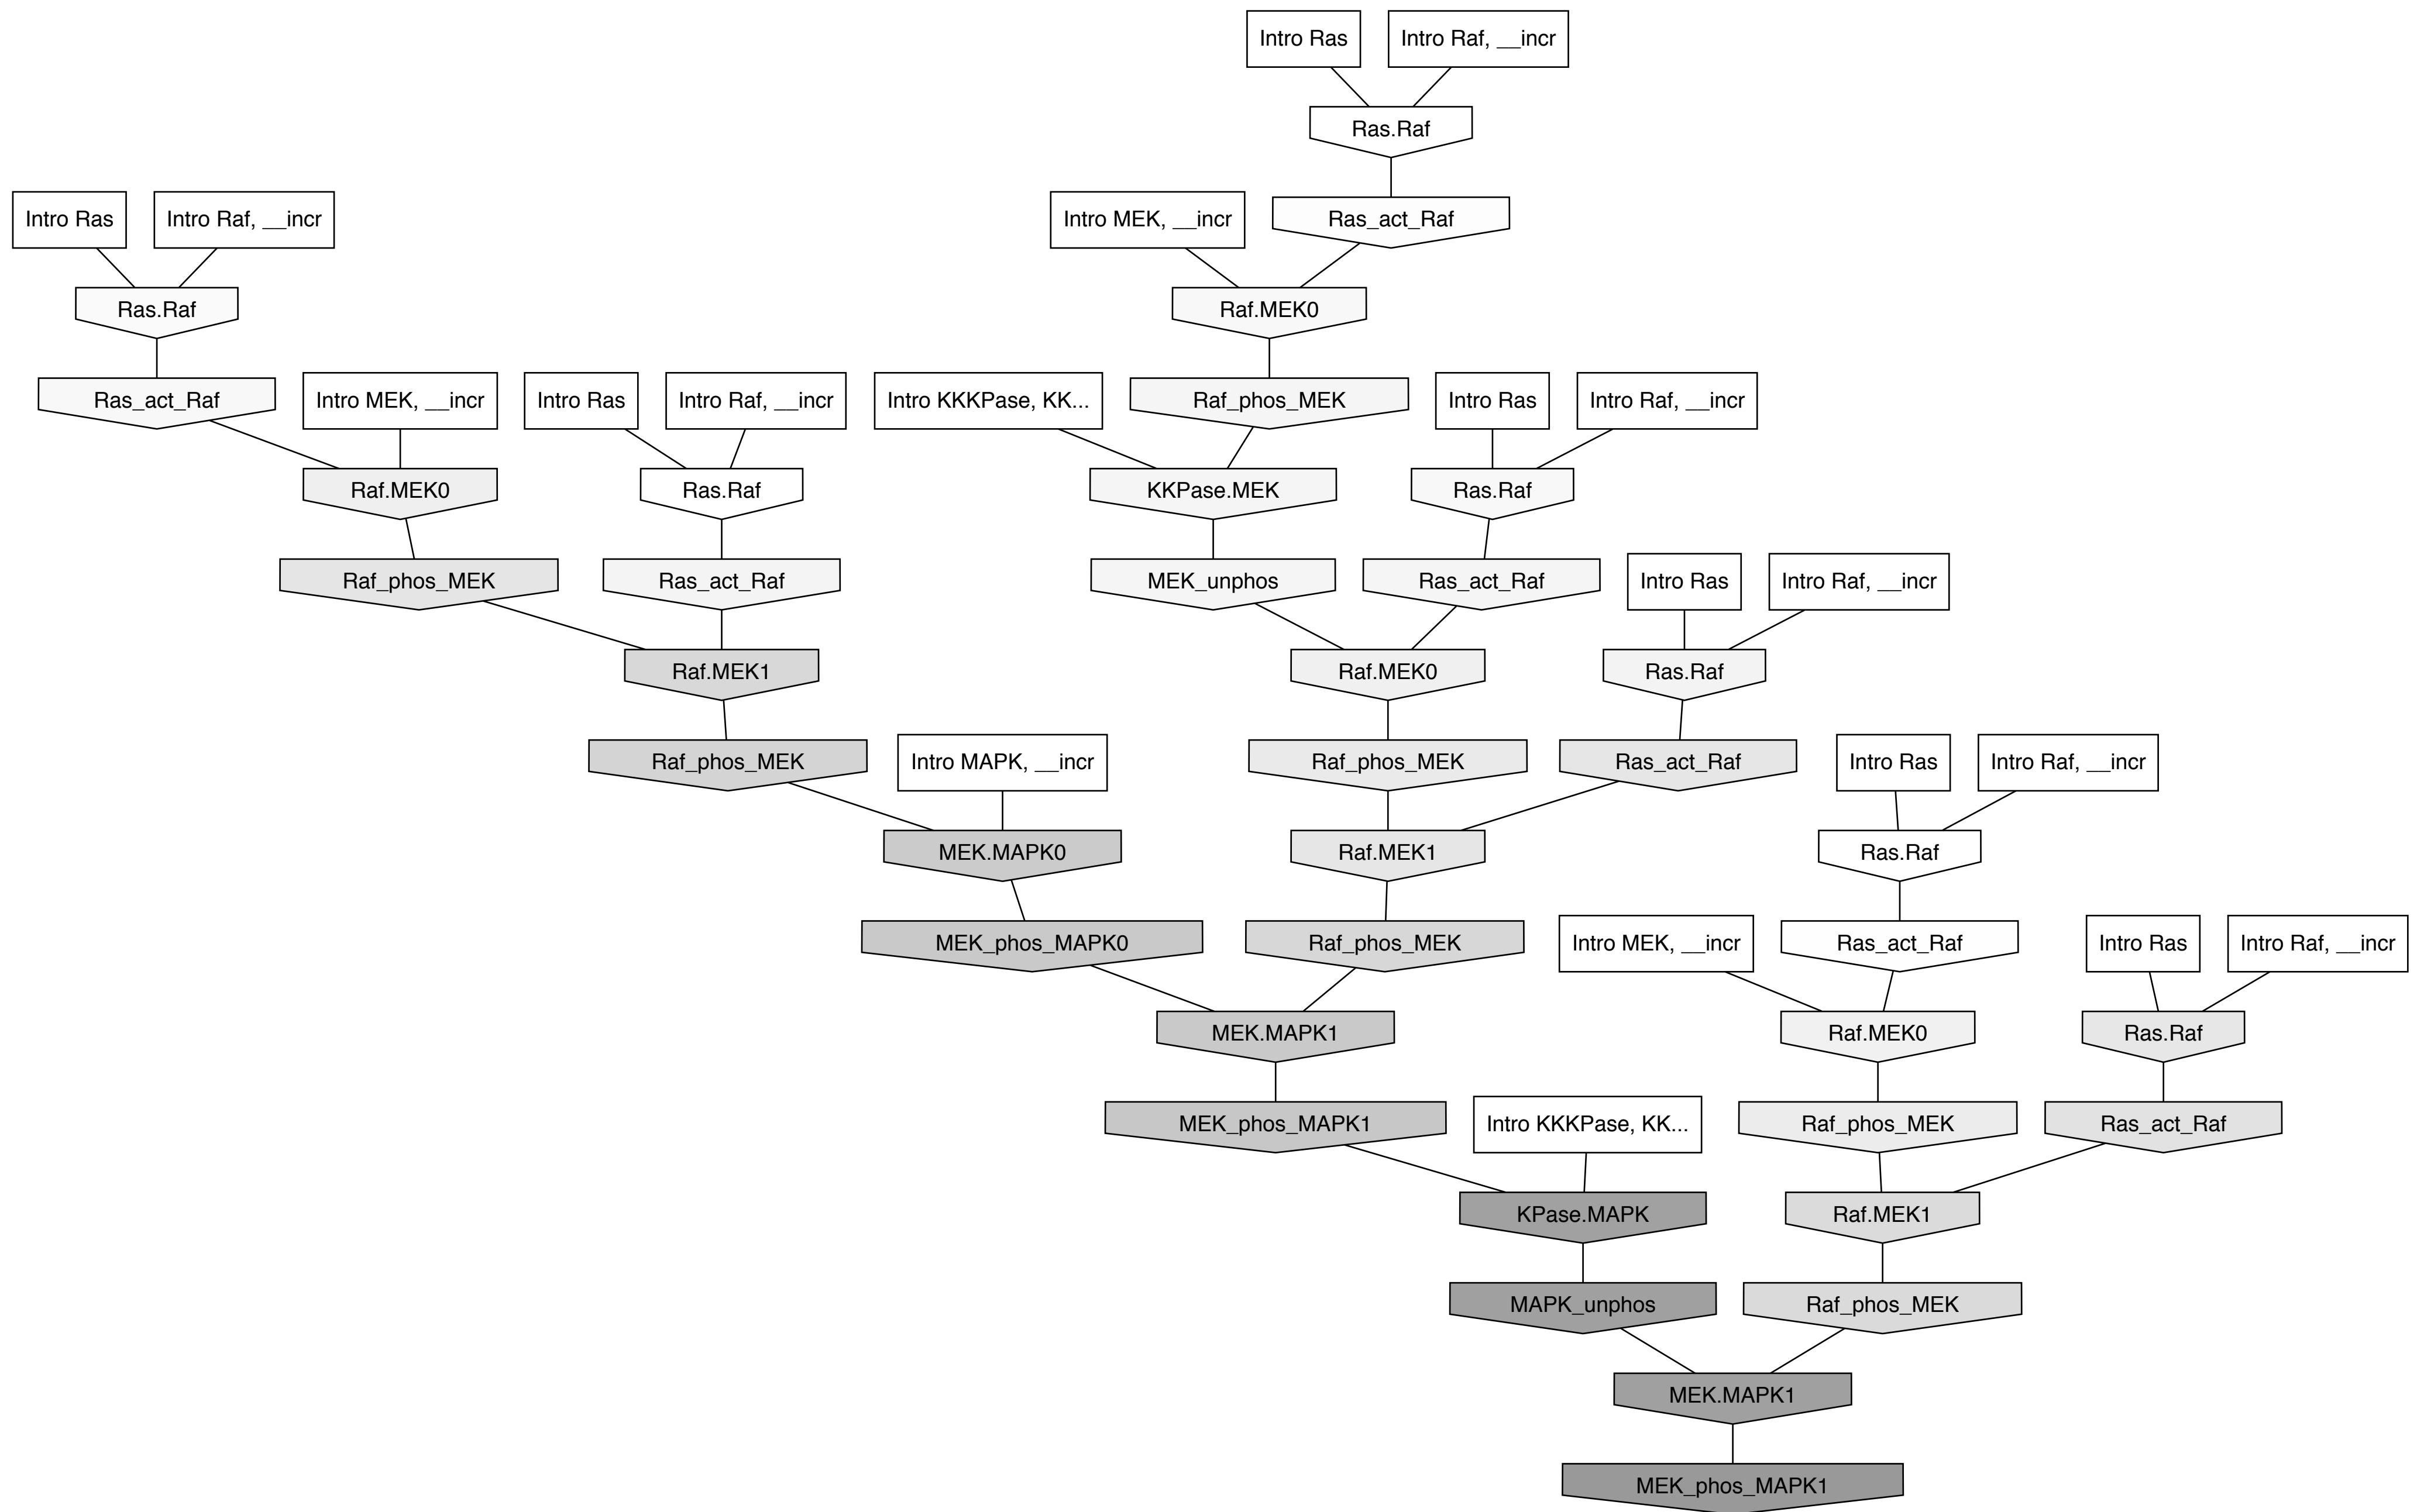 Intro Ras
Intro Raf, __incr
Ras.Raf
Intro Ras
Intro Raf, __incr
Intro MEK, __incr
Ras_act_Raf
Ras.Raf
Raf.MEK0
Ras_act_Raf
Intro MEK, __incr
Intro Ras
Intro Raf, __incr
Intro KKKPase, KK...
Raf_phos_MEK
Intro Ras
Intro Raf, __incr
Raf.MEK0
Ras.Raf
KKPase.MEK
Ras.Raf
Raf_phos_MEK
Ras_act_Raf
MEK_unphos
Ras_act_Raf
Intro Ras
Intro Raf, __incr
Raf.MEK1
Raf.MEK0
Ras.Raf
Raf_phos_MEK
Intro MAPK, __incr
Raf_phos_MEK
Ras_act_Raf
Intro Ras
Intro Raf, __incr
MEK.MAPK0
Raf.MEK1
Ras.Raf
MEK_phos_MAPK0
Raf_phos_MEK
Intro MEK, __incr
Ras_act_Raf
Intro Ras
Intro Raf, __incr
MEK.MAPK1
Raf.MEK0
Ras.Raf
MEK_phos_MAPK1
Intro KKKPase, KK...
Raf_phos_MEK
Ras_act_Raf
KPase.MAPK
Raf.MEK1
MAPK_unphos
Raf_phos_MEK
MEK.MAPK1
MEK_phos_MAPK1